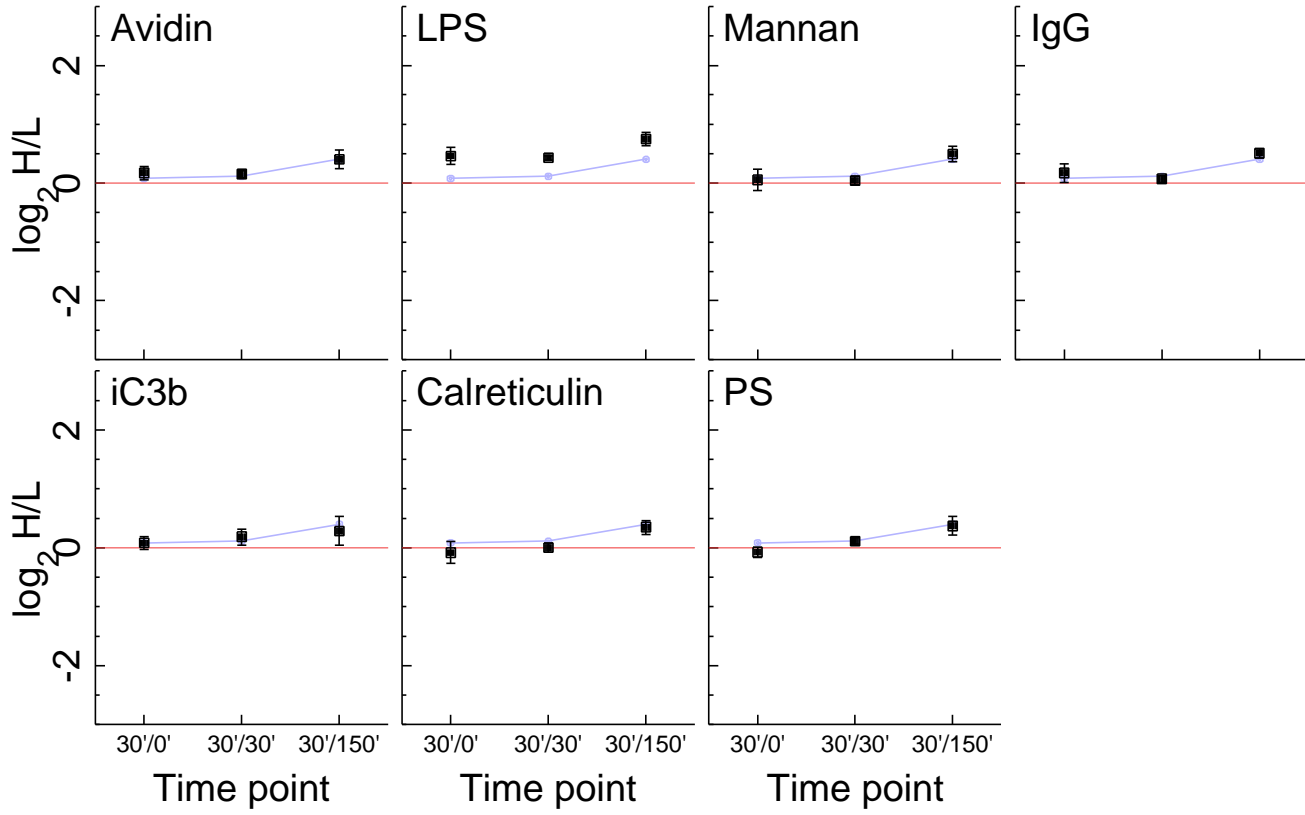 Avidin
LPS
Mannan
IgG
2
0
-2
log₂ H/L
iC3b
Calreticulin
PS
2
0
-2
log₂ H/L
30'/0' 30'/30' 30'/150'
30'/0' 30'/30' 30'/150'
30'/0' 30'/30' 30'/150'
Time point
Time point
Time point